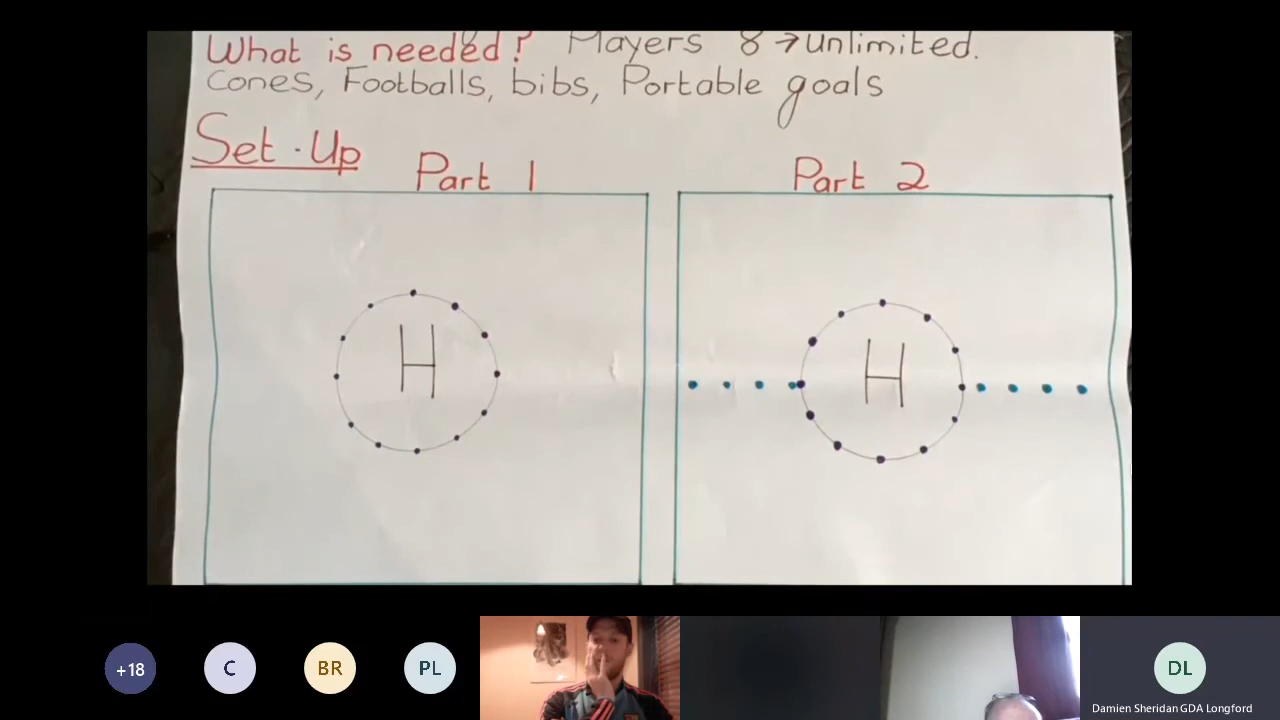 What is needed? Players 8 → unlimited.
Cones, Footballs, bibs, Portable goals
Set-Up
Part 1
Part 2
H
H
+18
C
BR
PL
DL
Damien Sheridan GDA Longford